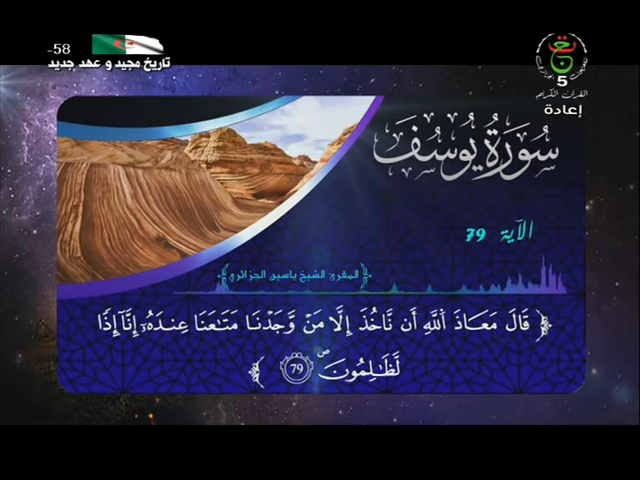 -58
تاريخ مجيد و عهد جديد
5
القرآن الكريم
إعادة
سُورَةُ يُوسُفَ
الآية 79
المقرئ الشيخ ياسين الجزائري
قَالَ مَعَاذَ ٱللَّهِ أَن نَّاخُذَ إِلَّا مَنْ وَّجَدْنَا مَتَٰعَنَا عِندَهُۥٓ إِنَّآ إِذٗا
لَّظَٰلِمُونَۖ 79